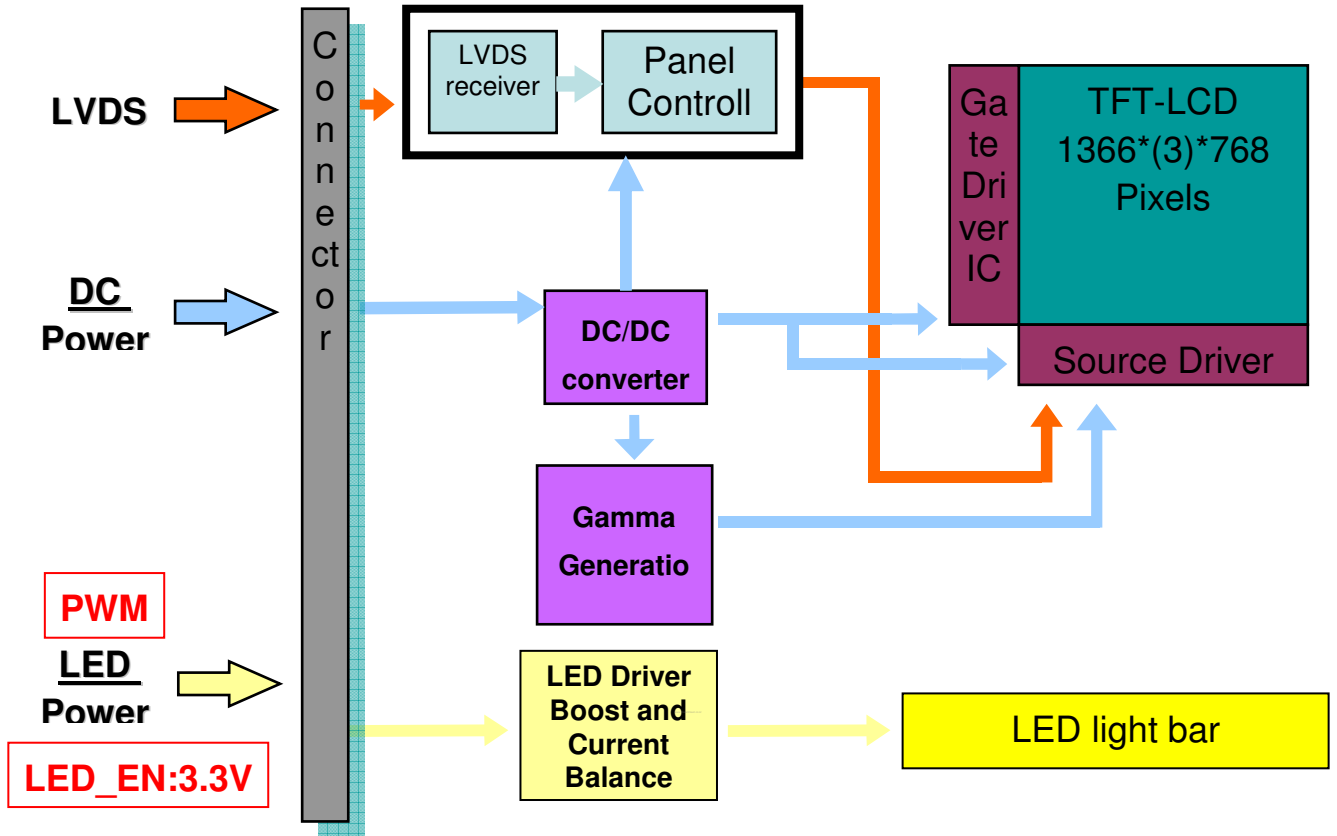 LVDS
DC
Power
PWM
LED
Power
LED_EN:3.3V
C
o
n
n
e
ct
o
r
LVDS
receiver
Panel
Controll
DC/DC
converter
Gamma
Generatio
LED Driver
Boost and
Current
Balance
Ga
te
Dri
ver
IC
TFT-LCD
1366*(3)*768
Pixels
Source Driver
LED light bar